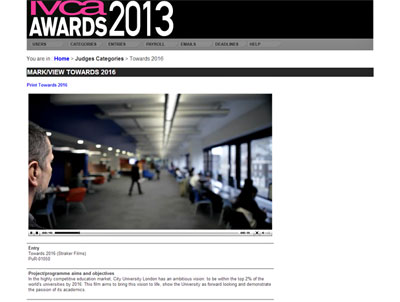 ivca
AWARDS 2013
USERS CATEGORIES ENTRIES PAYROLL EMAILS DEADLINES HELP
You are in : Home > Judges Categories > Towards 2016
MARK/VIEW TOWARDS 2016
Print Towards 2016
Entry
Towards 2016 (Straker Films)
Project/programme aims and objectives
In the highly competitive education market, City University London has an ambitious vision: to be within the top 2% of the
world's universities by 2016. This film aims to bring this vision to life, show the University as forward looking and demonstrate
the passion of its academics.